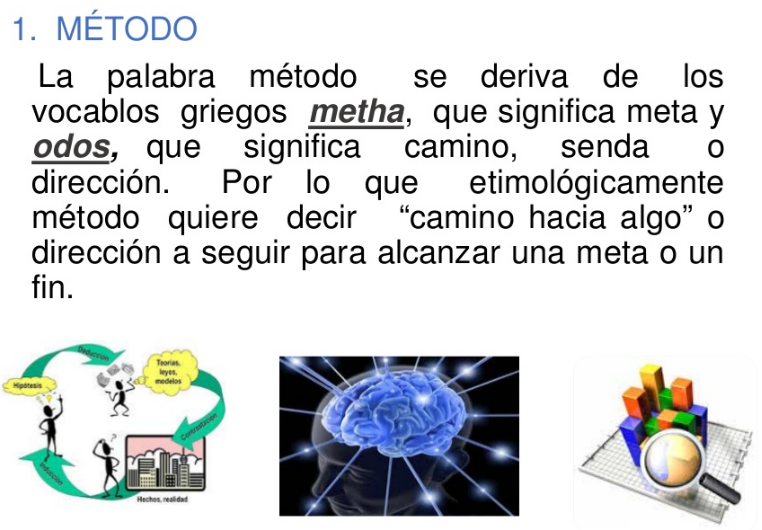 1. MÉTODO
La palabra método se deriva de los
vocablos griegos metha, que significa meta y
odos, que significa camino, senda o
dirección. Por lo que etimológicamente
método quiere decir “camino hacia algo” o
dirección a seguir para alcanzar una meta o un
fin.
Deducción
Hipótesis
Teorías,
leyes,
modelos
Contrastación
Inducción
Hechos, realidad